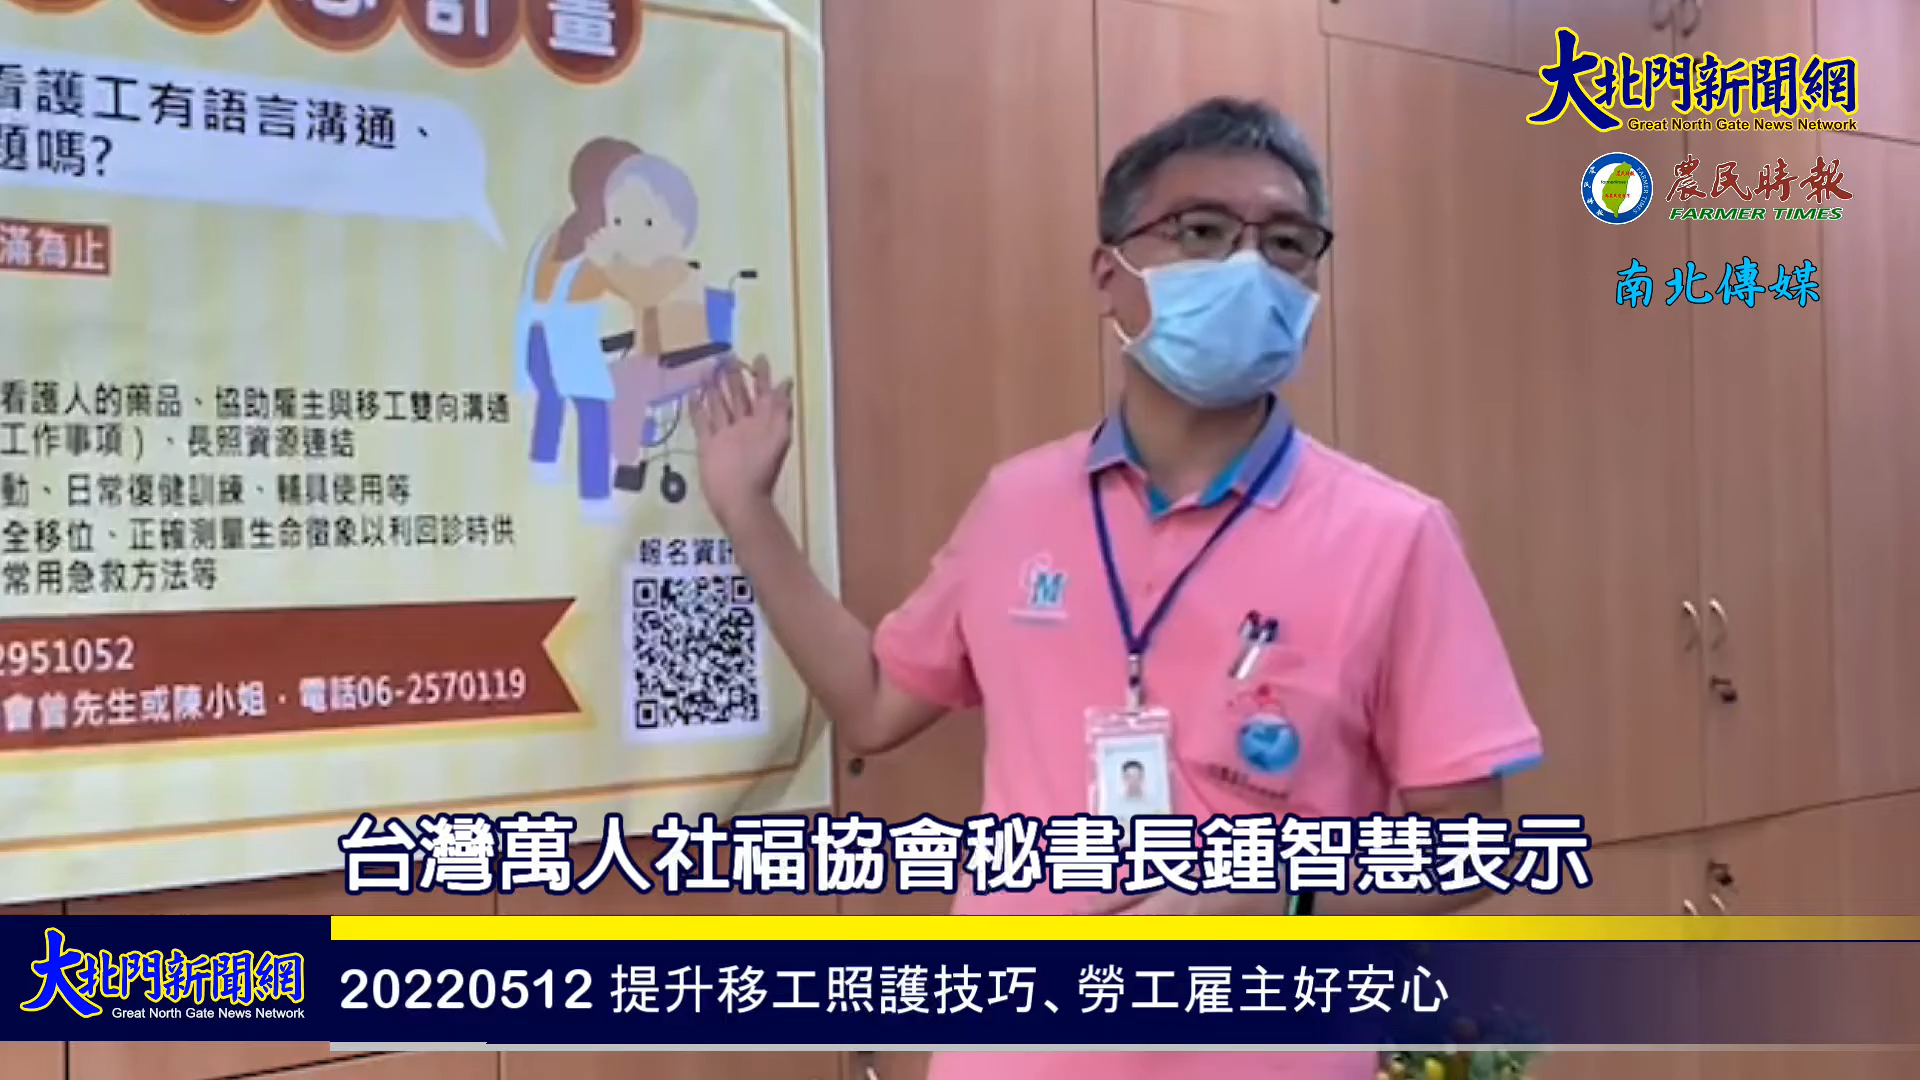 計畫
看護工有語言溝通、
題嗎?
滿為止
看護人的藥品、協助雇主與移工雙向溝通
工作事項)、長照資源連結
動、日常復健訓練、輔具使用等
全移位、正確測量生命徵象以利回診時供
常用急救方法等
報名資訊
2951052
會曾先生或陳小姐．電話06-2570119
大北門新聞網
Great North Gate News Network
農民時報
FARMER TIMES
南北傳媒
台灣萬人社福協會秘書長鍾智慧表示
大北門新聞網
Great North Gate News Network
20220512 提升移工照護技巧、勞工雇主好安心